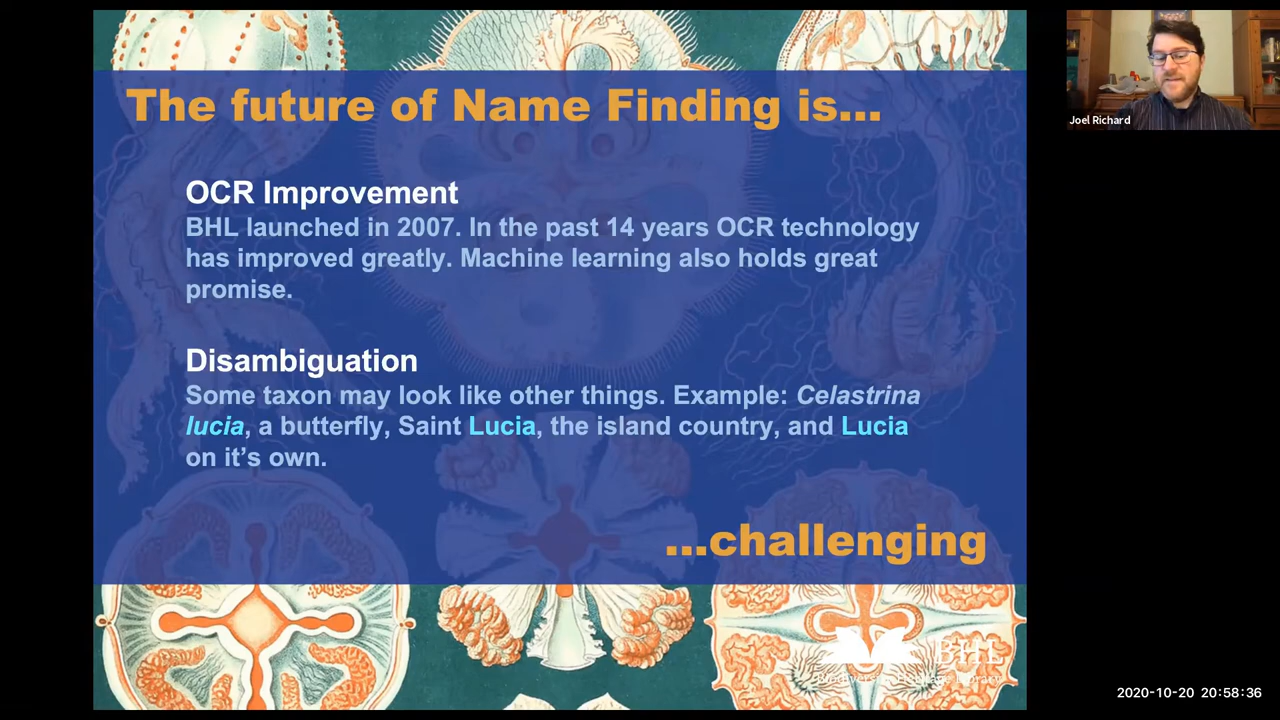 The future of Name Finding is...
Joel Richard
OCR Improvement
BHL launched in 2007. In the past 14 years OCR technology
has improved greatly. Machine learning also holds great
promise.
Disambiguation
Some taxon may look like other things. Example: Celastrina
lucia, a butterfly, Saint Lucia, the island country, and Lucia
on it's own.
...challenging
BHL
Biodiversity Heritage Library
2020-10-20 20:58:36